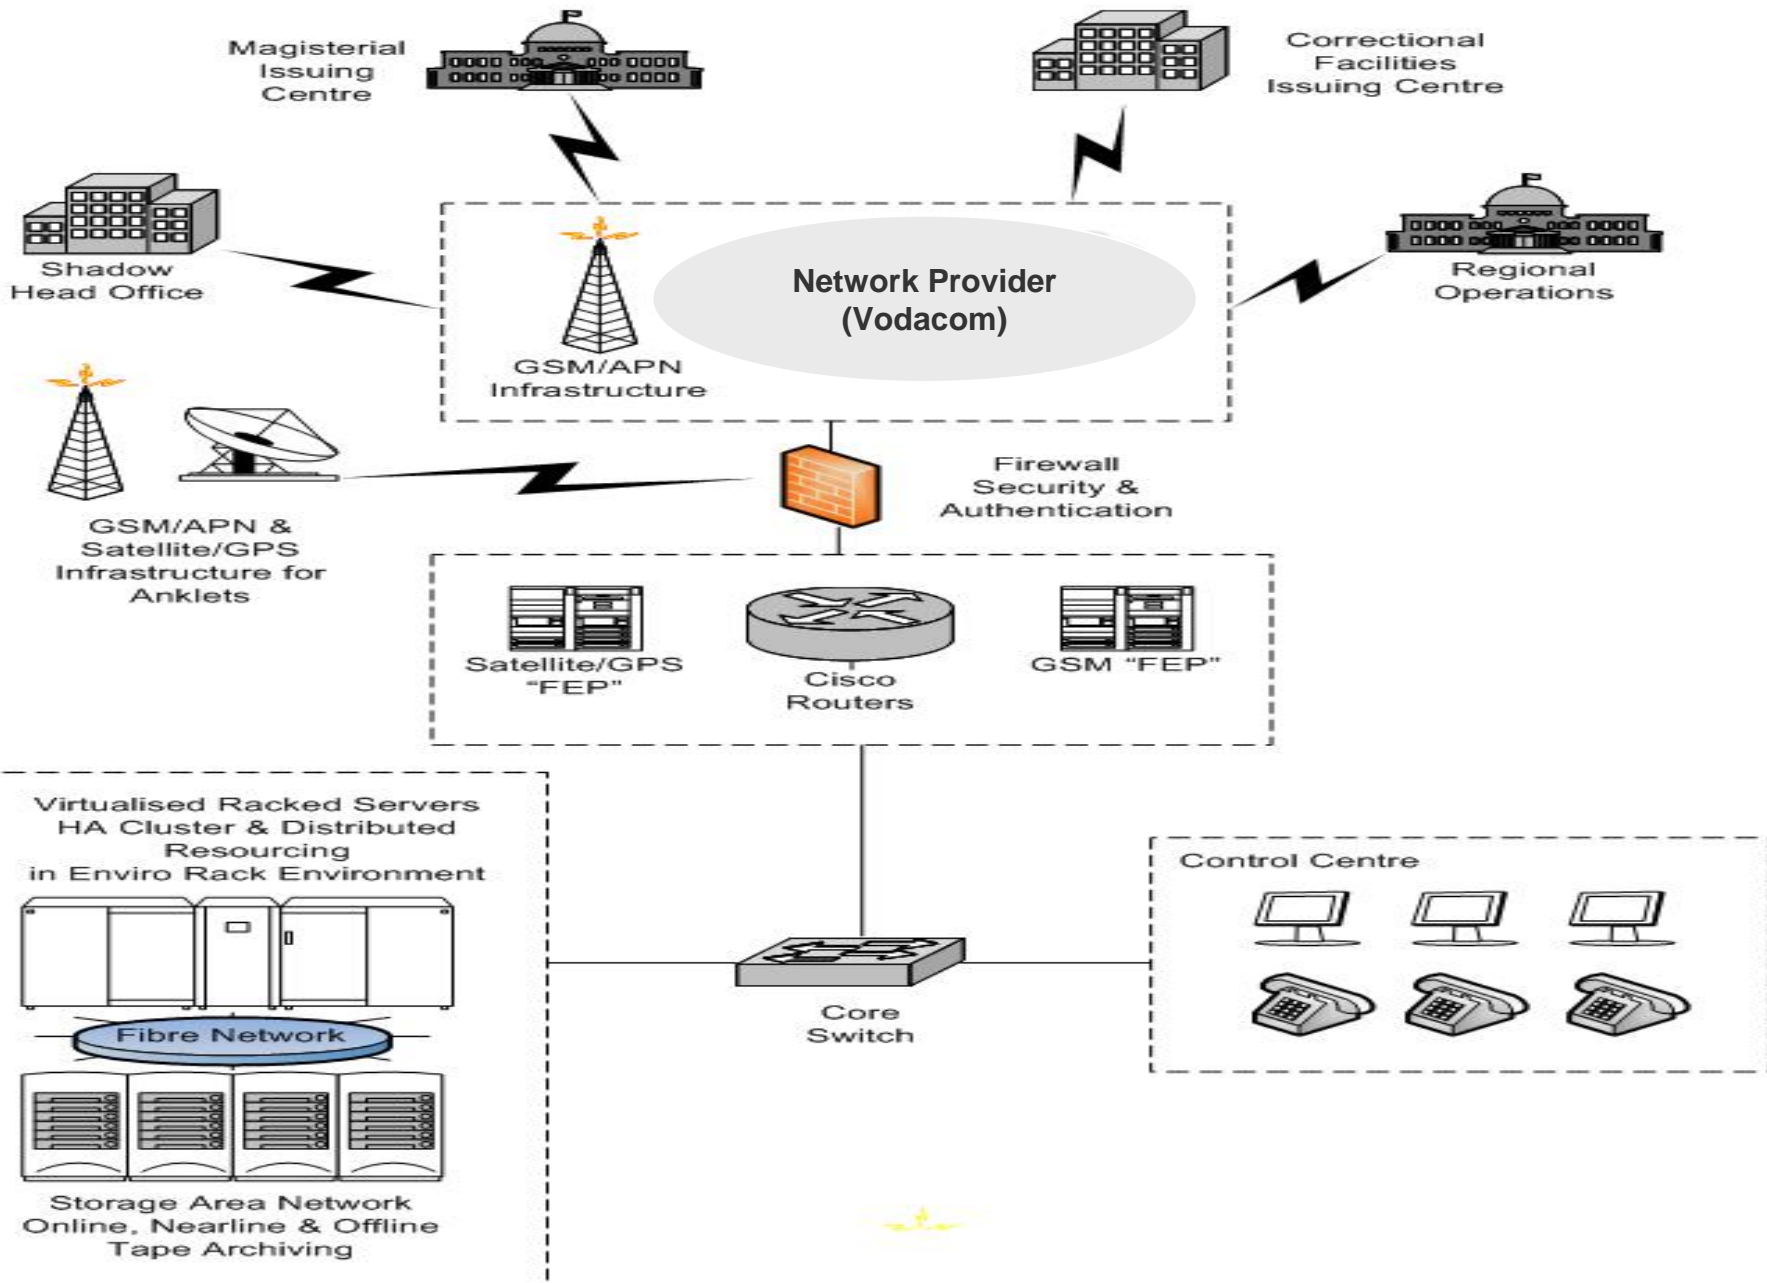 Magisterial
Issuing
Centre
Correctional
Facilities
Issuing Centre
Shadow
Head Office
Network Provider
(Vodacom)
Regional
Operations
GSM/APN
Infrastructure
GSM/APN &
Satellite/GPS
Infrastructure for
Anklets
Firewall
Security &
Authentication
Satellite/GPS
"FEP"
Cisco
Routers
GSM "FEP"
Virtualised Racked Servers
HA Cluster & Distributed
Resourcing
in Enviro Rack Environment
Fibre Network
Storage Area Network
Online, Nearline & Offline
Tape Archiving
Core
Switch
Control Centre